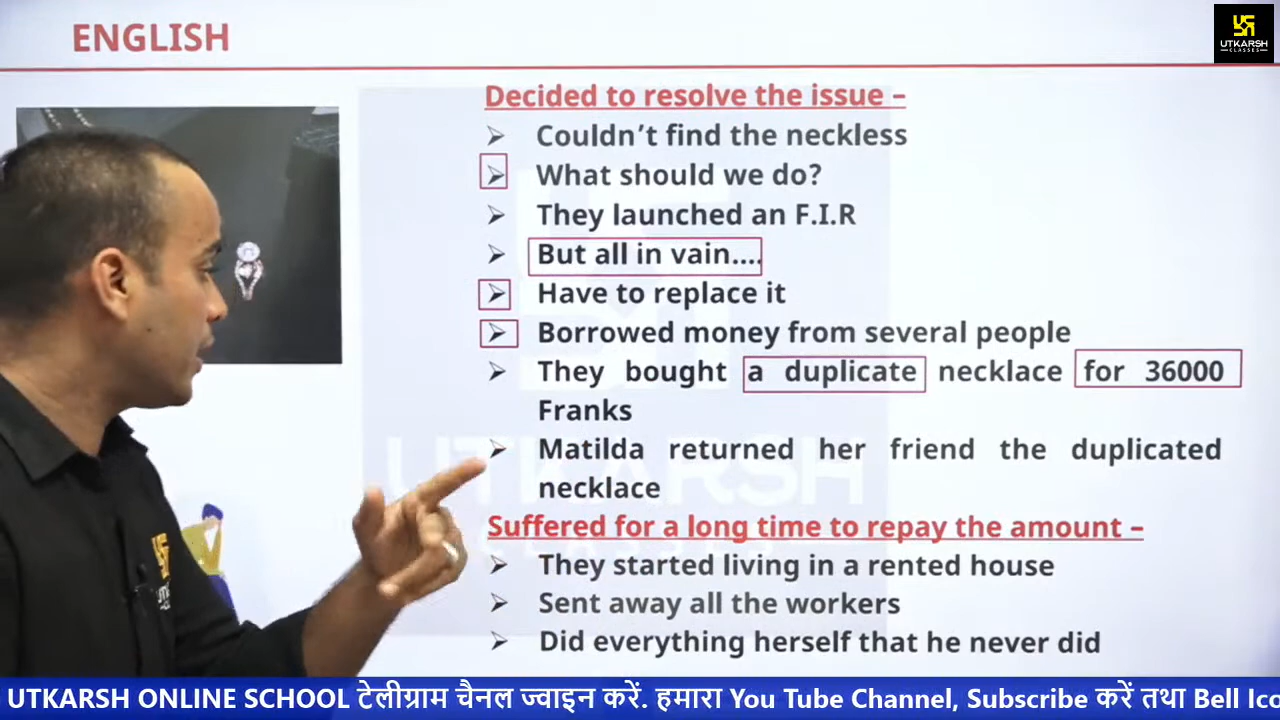 ENGLISH
UTKARSH
CLASSES
Decided to resolve the issue –
➢ Couldn't find the neckless
➢ What should we do?
➢ They launched an F.I.R
➢ But all in vain....
➢ Have to replace it
➢ Borrowed money from several people
➢ They bought a duplicate necklace for 36000
Franks
➢ Matilda returned her friend the duplicated
necklace
UTKARSH
CLASSES
Suffered for a long time to repay the amount –
➢ They started living in a rented house
➢ Sent away all the workers
➢ Did everything herself that he never did
UTKARSH ONLINE SCHOOL टेलीग्राम चैनल ज्वाइन करें. हमारा You Tube Channel, Subscribe करें तथा Bell Ico